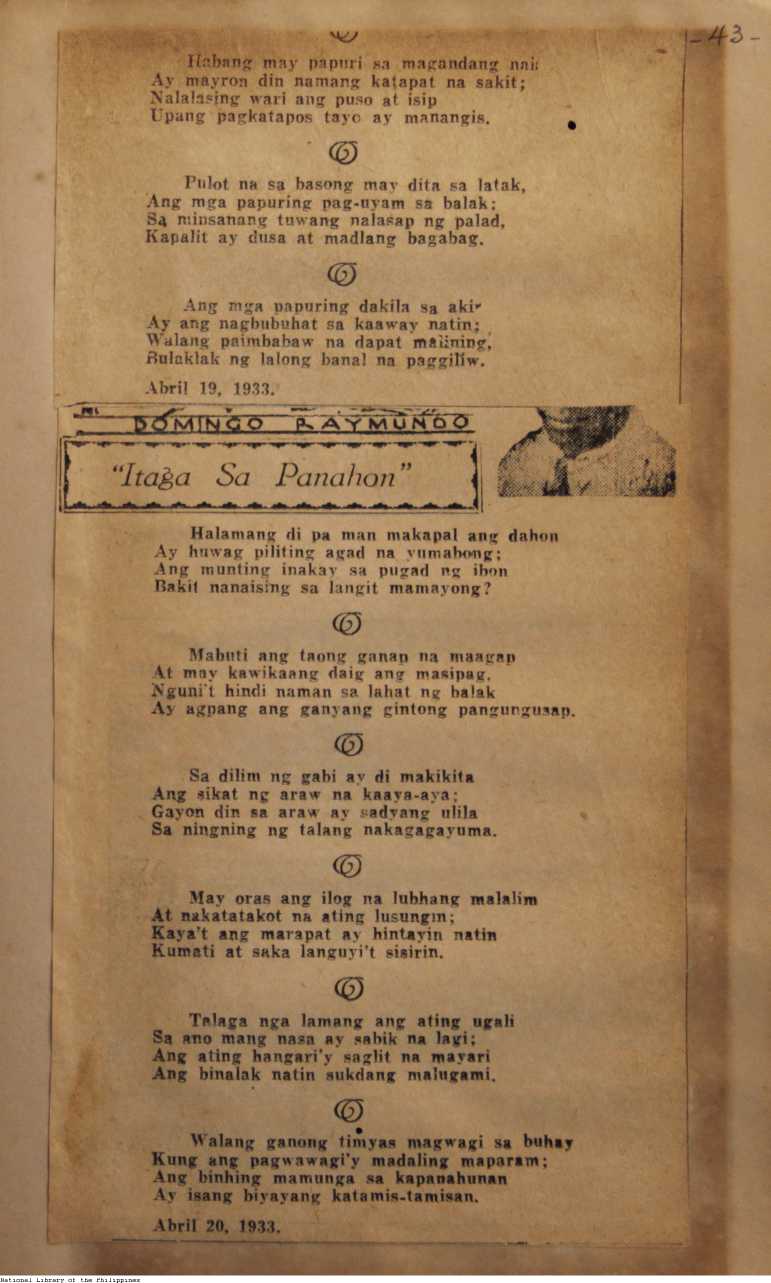 - 43 -
Habang may papuri sa magandang
Ay mayron din namang katapat na sakit;
Nalalasing wari ang puso at isip
Upang pagkatapos tayo ay manangis.
Pulot na sa basong may dita sa latak,
Ang mga papuring pag-uyam sa balak;
Sa minsanang tuwang nalasap ng palad,
Kapalit ay dusa at madlang bagabag.
Ang mga papuring dakila sa akin
Ay ang nagbubuhat sa kaaway natin;
Walang paimbabaw na dapat malining,
Bulaklak ng lalong banal na paggiliw.
Abril 19, 1933.
DOMINGO RAYMUNDO
"Itaga Sa Panahon"
Halamang di pa man makapal ang dahon
Ay huwag piliting agad na yumabong;
Ang munting inakay sa pugad ng ibon
Bakit nanaising sa langit mamayong?
Mabuti ang taong ganap na maagap
At may kawikaang daig ang masipag,
Nguni't hindi naman sa lahat ng balak
Ay agpang ang ganyang gintong pangungusap.
Sa dilim ng gabi ay di makikita
Ang sikat ng araw na kaaya-aya;
Gayon din sa araw ay sadyang ulila
Sa ningning ng talang nakagagayuma.
May oras ang ilog na lubhang malalim
At nakatatakot na ating lusungin;
Kaya't ang marapat ay hintayin natin
Kumati at saka languyi't sisirin.
Talaga nga lamang ang ating ugali
Sa ano mang nasa ay sabik na lagi;
Ang ating hangari'y saglit na mayari
Ang binalak natin sukdang malugami.
Walang ganong timyas magwagi sa buhay
Kung ang pagwawagi'y madaling maparam;
Ang binhing mamunga sa kapanahunan
Ay isang biyayang katamis-tamisan.
Abril 20, 1933.
National Library of the Philippines